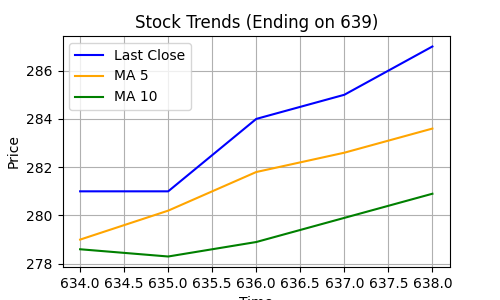 Stock Trends (Ending on 639)
Last Close
MA 5
MA 10
Price
286
284
282
280
278
634.0 634.5 635.0 635.5 636.0 636.5 637.0 637.5 638.0
Time